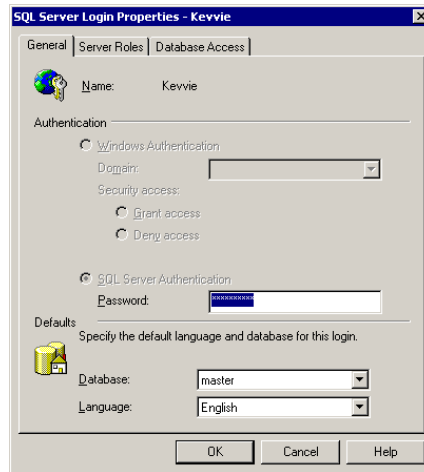 SQL Server Login Properties - Kevvie
General Server Roles Database Access
Name: Kevvie
Authentication
Windows Authentication
Domain:
Security access:
Grant access
Deny access
SQL Server Authentication
Password: **********
Defaults
Specify the default language and database for this login.
Database: master
Language: English
OK Cancel Help